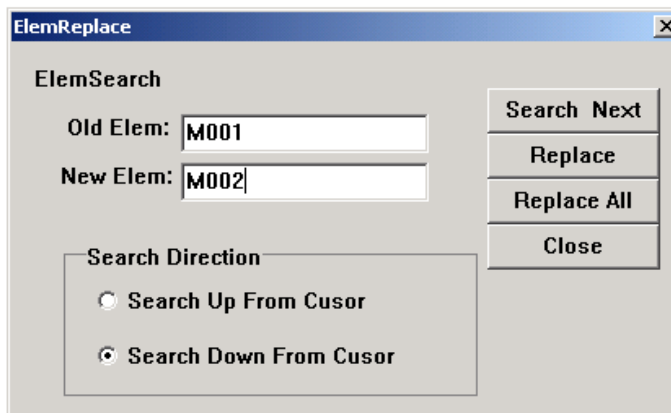 ElemReplace
ElemSearch
Old Elem: M001
New Elem: M002
Search Next
Replace
Replace All
Close
Search Direction
Search Up From Cusor
Search Down From Cusor